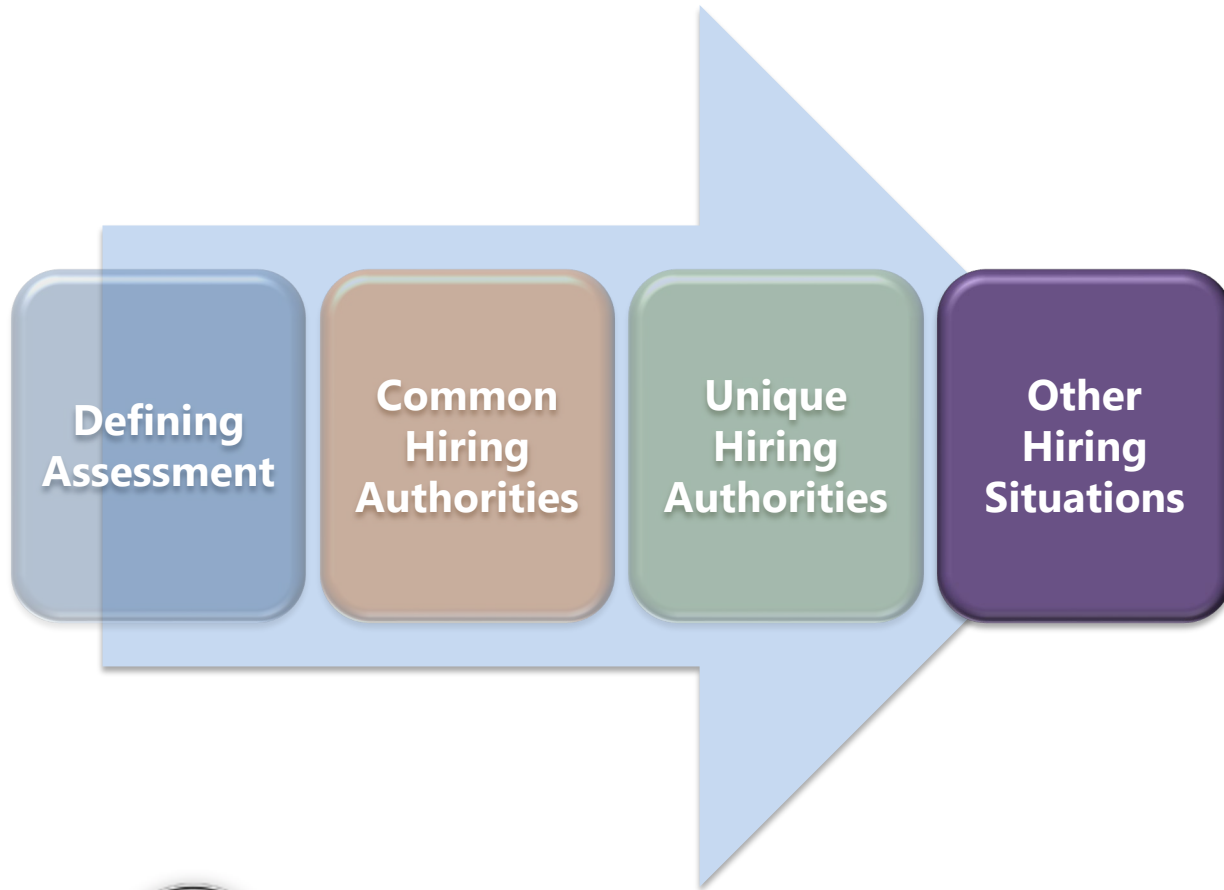 Defining
Assessment
Common
Hiring
Authorities
Unique
Hiring
Authorities
Other
Hiring
Situations